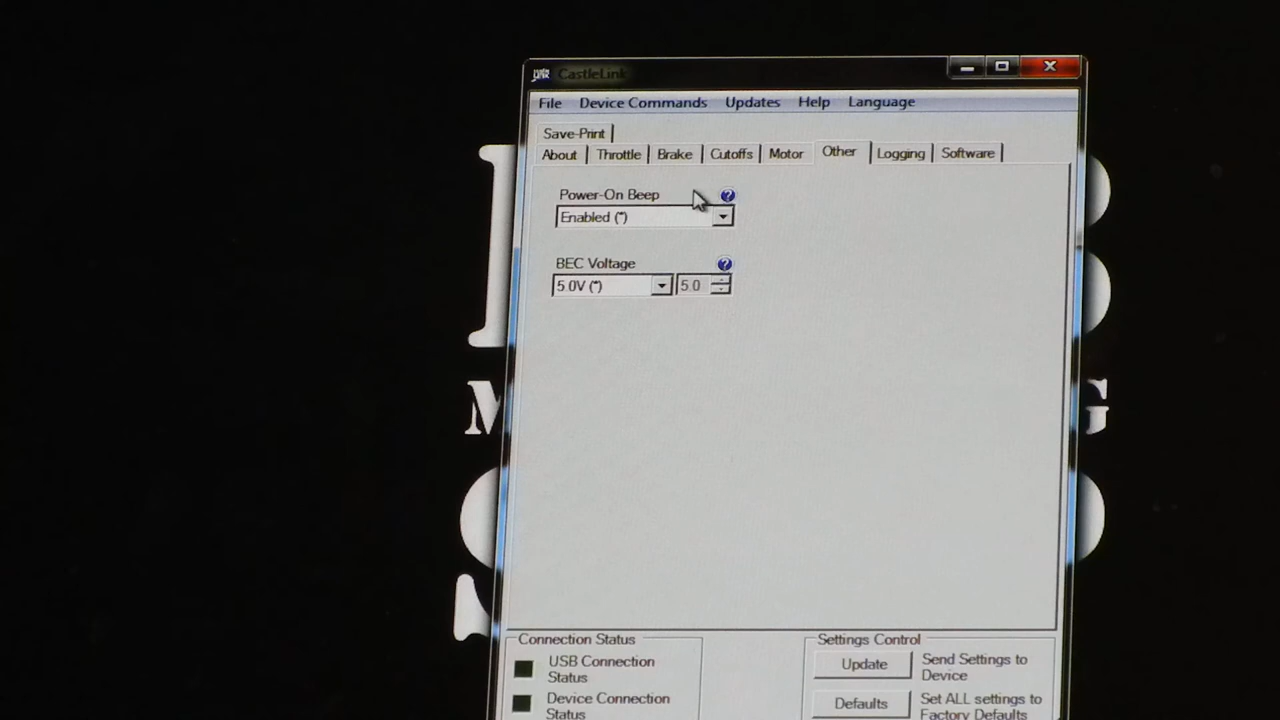 CastleLink
File Device Commands Updates Help Language
Save-Print
About Throttle Brake Cutoffs Motor Other Logging Software
Power-On Beep
Enabled (*)
BEC Voltage
5.0V (*) 5.0
Connection Status
USB Connection
Status
Device Connection
Status
Settings Control
Update Send Settings to
Device
Defaults Set ALL settings to
Factory Defaults